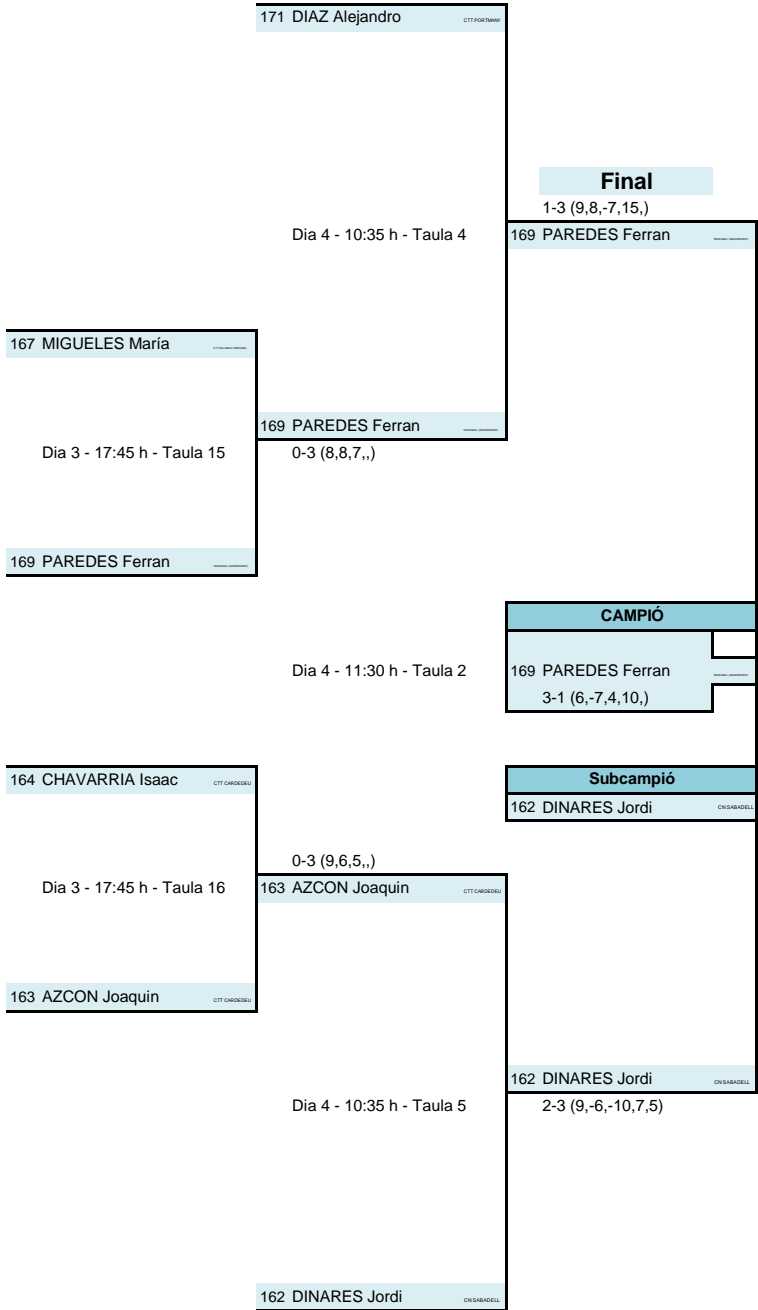 171 DIAZ Alejandro CTT PORTMANY
Final
1-3 (9,8,-7,15,)
Dia 4 - 10:35 h - Taula 4
169 PAREDES Ferran
167 MIGUELES María
169 PAREDES Ferran
Dia 3 - 17:45 h - Taula 15
0-3 (8,8,7,,)
169 PAREDES Ferran
CAMPIÓ
Dia 4 - 11:30 h - Taula 2
169 PAREDES Ferran
3-1 (6,-7,4,10,)
164 CHAVARRIA Isaac CTT CARDEDEU
Subcampió
162 DINARES Jordi CN SABADELL
0-3 (9,6,5,,)
Dia 3 - 17:45 h - Taula 16
163 AZCON Joaquin CTT CARDEDEU
163 AZCON Joaquin CTT CARDEDEU
162 DINARES Jordi CN SABADELL
Dia 4 - 10:35 h - Taula 5
2-3 (9,-6,-10,7,5)
162 DINARES Jordi CN SABADELL